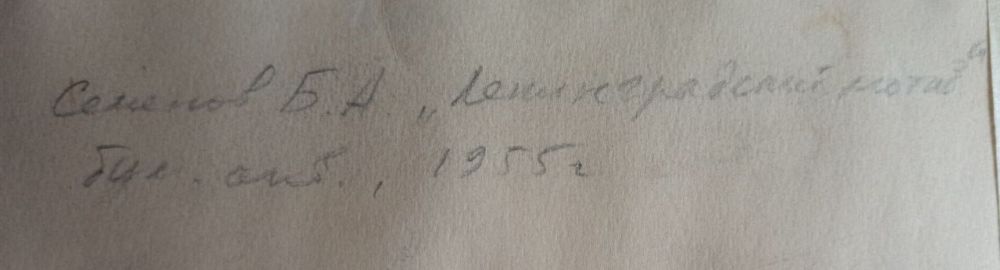 Семенов Б.А. „Ленинградский мотив“
бум. акв., 1955г